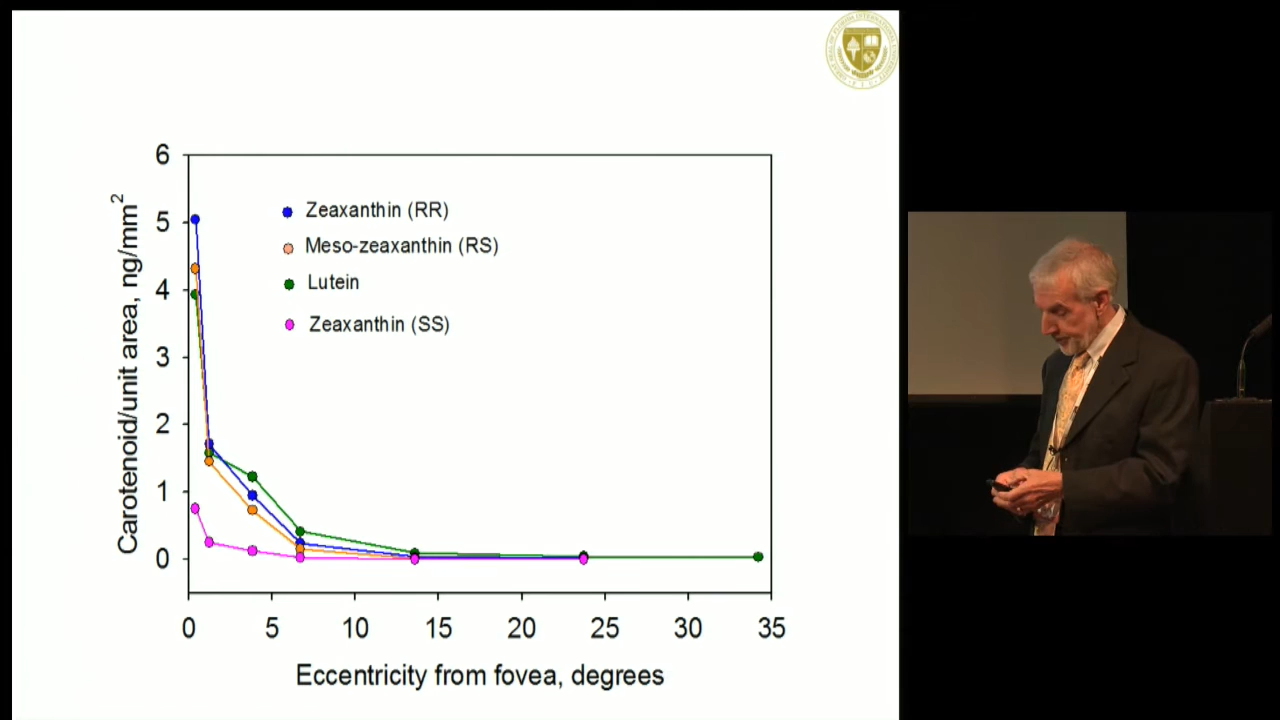 6
5
4
3
2
1
0
Carotenoid/unit area, ng/mm2
Zeaxanthin (RR)
Meso-zeaxanthin (RS)
Lutein
Zeaxanthin (SS)
0 5 10 15 20 25 30 35
Eccentricity from fovea, degrees